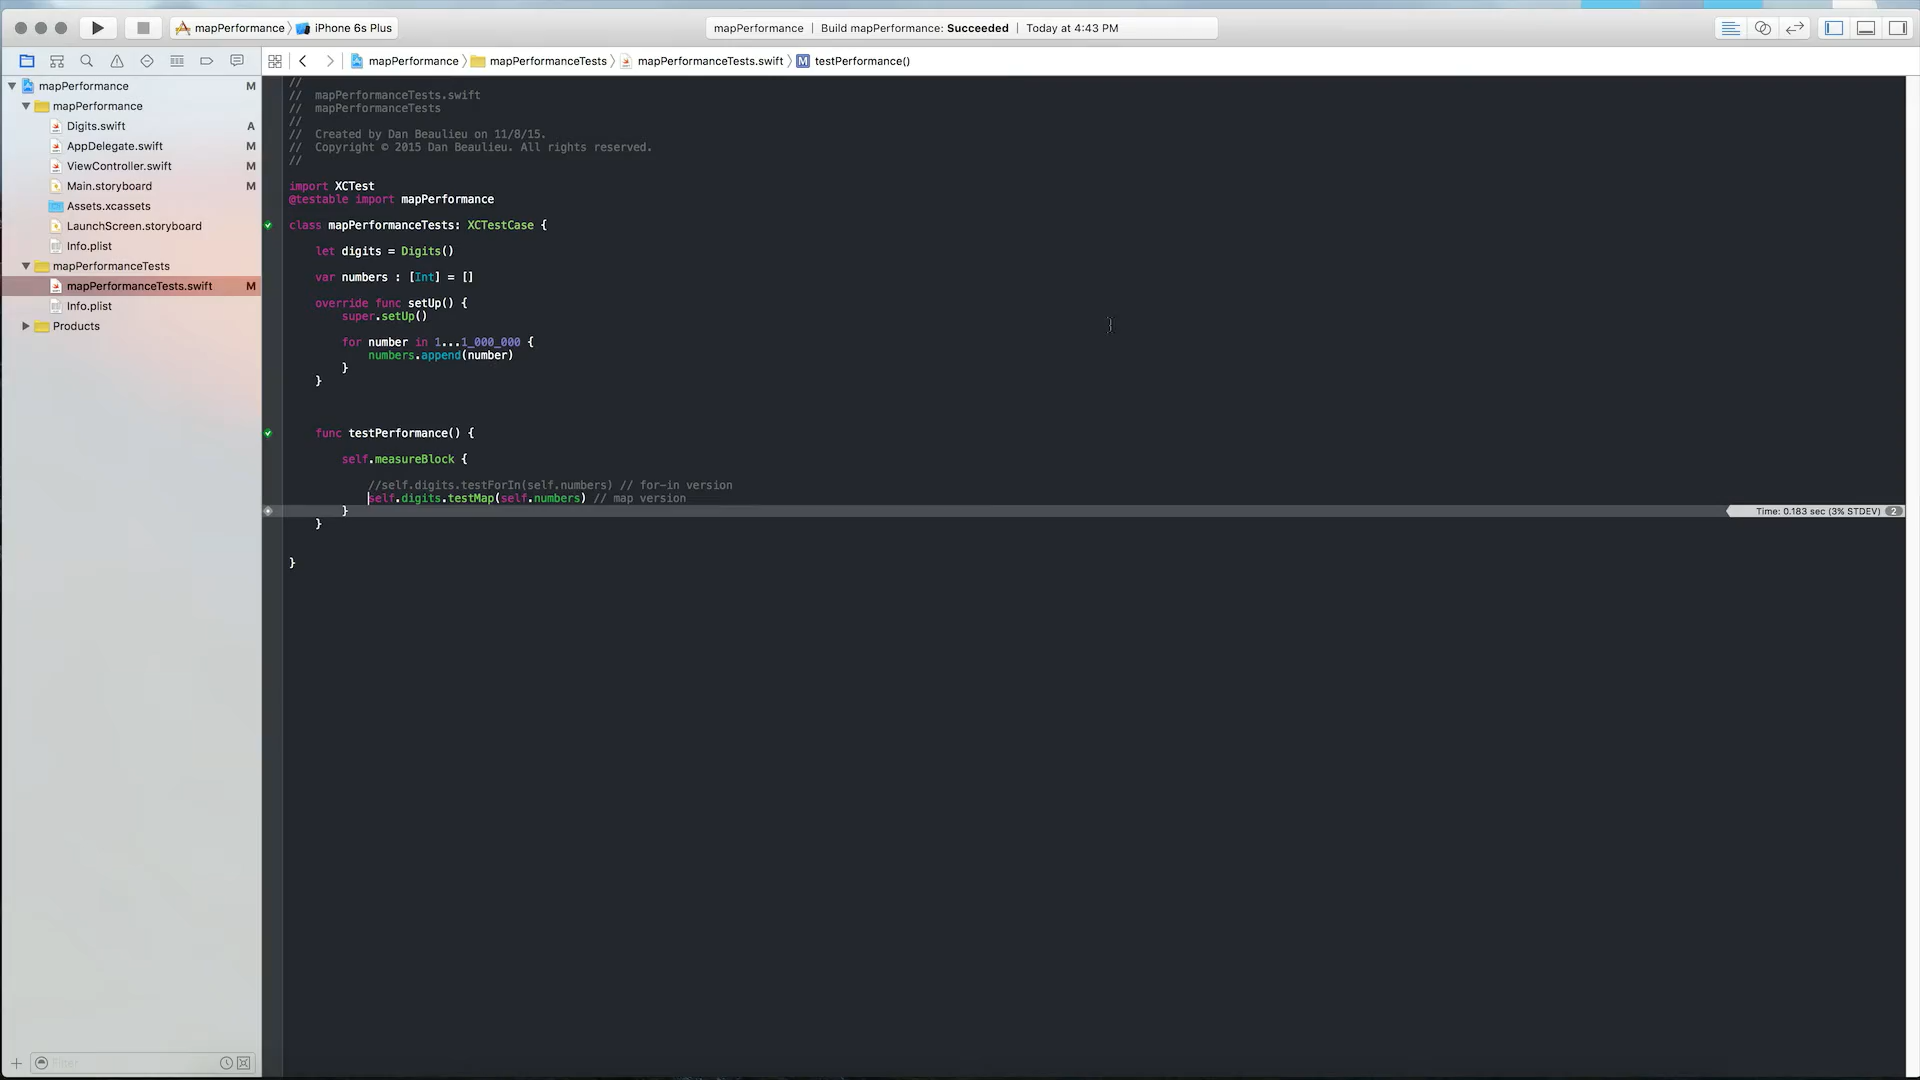 mapPerformance 〉 iPhone 6s Plus
mapPerformance | Build mapPerformance: Succeeded | Today at 4:43 PM
mapPerformance 〉 mapPerformanceTests 〉 mapPerformanceTests.swift 〉 M testPerformance()
mapPerformance M
mapPerformance
Digits.swift A
AppDelegate.swift M
ViewController.swift M
Main.storyboard M
Assets.xcassets
LaunchScreen.storyboard
Info.plist
mapPerformanceTests
mapPerformanceTests.swift M
Info.plist
Products
//
// mapPerformanceTests.swift
// mapPerformanceTests
//
// Created by Dan Beaulieu on 11/8/15.
// Copyright © 2015 Dan Beaulieu. All rights reserved.
//
import XCTest
@testable import mapPerformance
class mapPerformanceTests: XCTestCase {
let digits = Digits()
var numbers : [Int] = []
override func setUp() {
super.setUp()
for number in 1...1_000_000 {
numbers.append(number)
}
}
func testPerformance() {
self.measureBlock {
//self.digits.testForIn(self.numbers) // for-in version
self.digits.testMap(self.numbers) // map version
}
Time: 0.183 sec (3% STDEV) 2
}
}